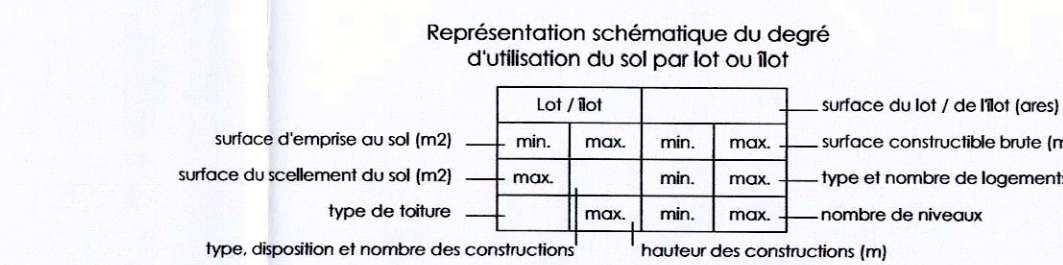 Représentation schématique du degré
d'utilisation du sol par lot ou îlot
Lot / îlot surface du lot / de l'îlot (ares)
surface d'emprise au sol (m2) min. max. min. max. surface constructible brute (m
surface du scellement du sol (m2) max. min. max. type et nombre de logements
type de toiture max. min. max. nombre de niveaux
type, disposition et nombre des constructions hauteur des constructions (m)